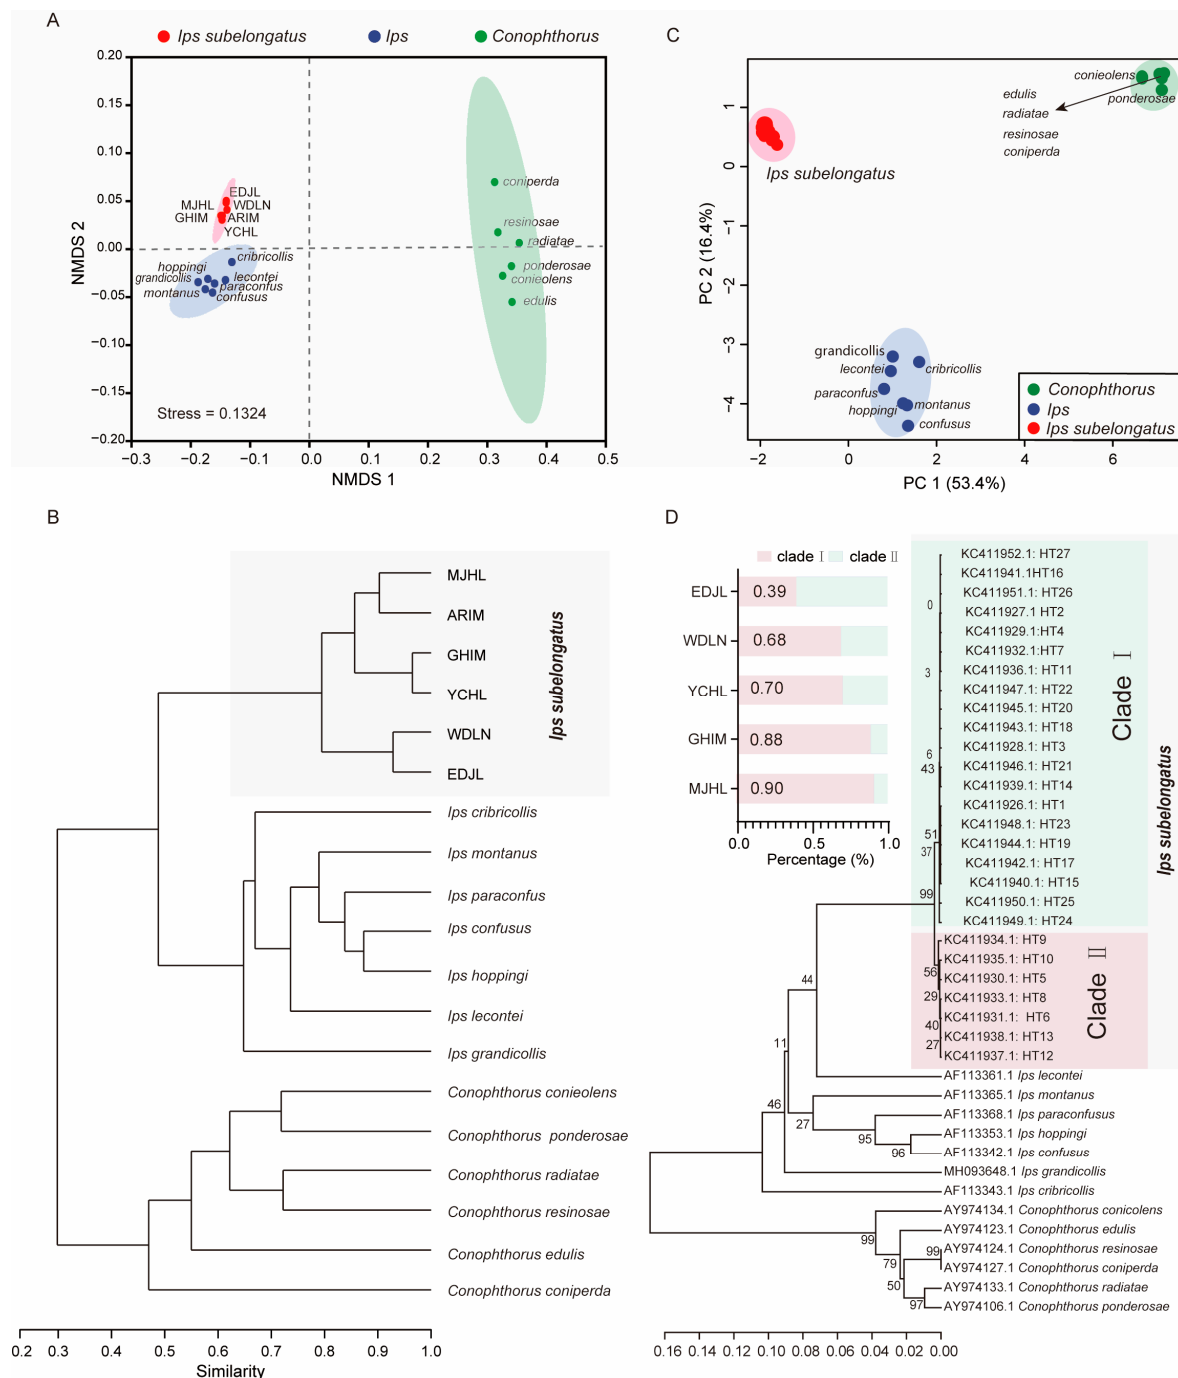 A
Ips subelongatus
Ips
Conophthorus
0.20
0.15
0.10
0.05
0.00
−0.05
−0.10
−0.15
−0.20
NMDS 2
EDJL
MJHL
WDLN
GHIM
ARIM
YCHL
cribricollis
hoppingi
grandicollis
lecontei
paraconfus
montanus
confusus
coniperda
resinosae
radiatae
ponderosae
conieolens
edulis
Stress = 0.1324
−0.3
−0.2
−0.1
0.0
0.1
0.2
0.3
0.4
0.5
NMDS 1
C
1
0
−1
−2
−3
−4
PC 2 (16.4%)
conieolens
edulis
ponderosae
radiatae
resinosae
coniperda
Ips subelongatus
grandicollis
lecontei
cribricollis
paraconfus
hoppingi
montanus
confusus
Conophthorus
Ips
Ips subelongatus
−2
0
2
4
6
PC 1 (53.4%)
B
MJHL
ARIM
GHIM
YCHL
WDLN
EDJL
Ips subelongatus
Ips cribricollis
Ips montanus
Ips paraconfus
Ips confusus
Ips hoppingi
Ips lecontei
Ips grandicollis
Conophthorus conieolens
Conophthorus ponderosae
Conophthorus radiatae
Conophthorus resinosae
Conophthorus edulis
Conophthorus coniperda
0.2
0.3
0.4
0.5
0.6
0.7
0.8
0.9
1.0
Similarity
D
clade Ⅰ
clade Ⅱ
EDJL
0.39
WDLN
0.68
YCHL
0.70
GHIM
0.88
MJHL
0.90
0.0
0.5
1.0
Percentage (%)
KC411952.1: HT27
KC411941.1HT16
KC411951.1: HT26
KC411927.1 HT2
KC411929.1:HT4
KC411932.1: HT7
KC411936.1: HT11
KC411947.1: HT22
KC411945.1: HT20
KC411943.1: HT18
KC411928.1: HT3
KC411946.1: HT21
KC411939.1: HT14
KC411926.1: HT1
KC411948.1: HT23
KC411944.1: HT19
KC411942.1: HT17
KC411940.1: HT15
KC411950.1: HT25
KC411949.1: HT24
KC411934.1: HT9
KC411935.1: HT10
KC411930.1: HT5
KC411933.1: HT8
KC411931.1: HT6
KC411938.1: HT13
KC411937.1: HT12
AF113361.1 Ips lecontei
AF113365.1 Ips montanus
AF113368.1 Ips paraconfusus
AF113353.1 Ips hoppingi
AF113342.1 Ips confusus
MH093648.1 Ips grandicollis
AF113343.1 Ips cribricollis
AY974134.1 Conophthorus conicolens
AY974123.1 Conophthorus edulis
AY974124.1 Conophthorus resinosae
AY974127.1 Conophthorus coniperda
AY974133.1 Conophthorus radiatae
AY974106.1 Conophthorus ponderosae
Clade Ⅰ
Clade Ⅱ
Ips subelongatus
0
3
6
43
51
37
99
56
29
40
27
44
11
46
27
95
96
99
79
99
50
97
0.16
0.14
0.12
0.10
0.08
0.06
0.04
0.02
0.00